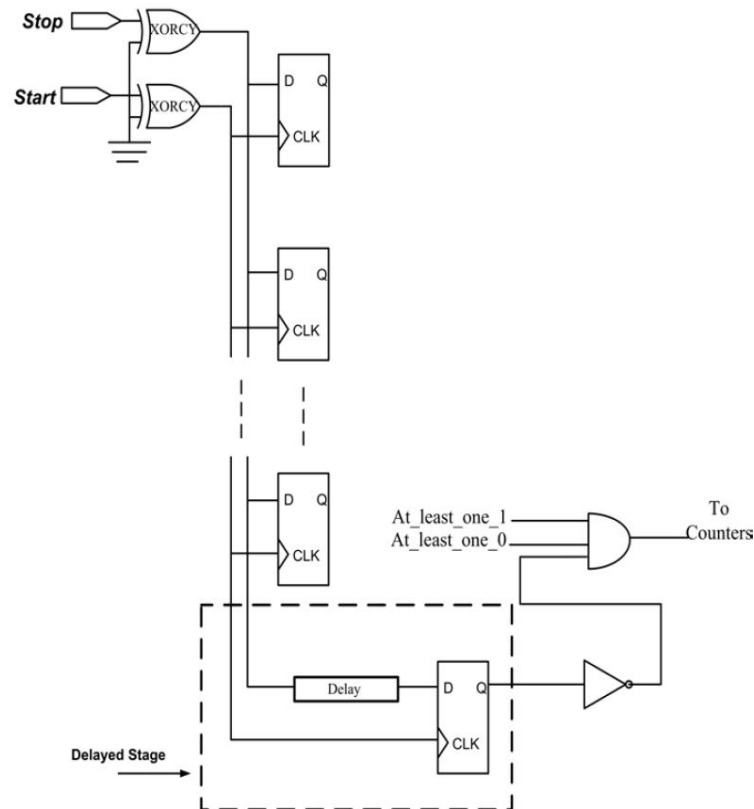 Stop
XORCY
Start
XORCY
D Q
CLK
D Q
CLK
D Q
CLK
At_least_one_1
At_least_one_0
To
Counters
Delay
D Q
CLK
Delayed Stage